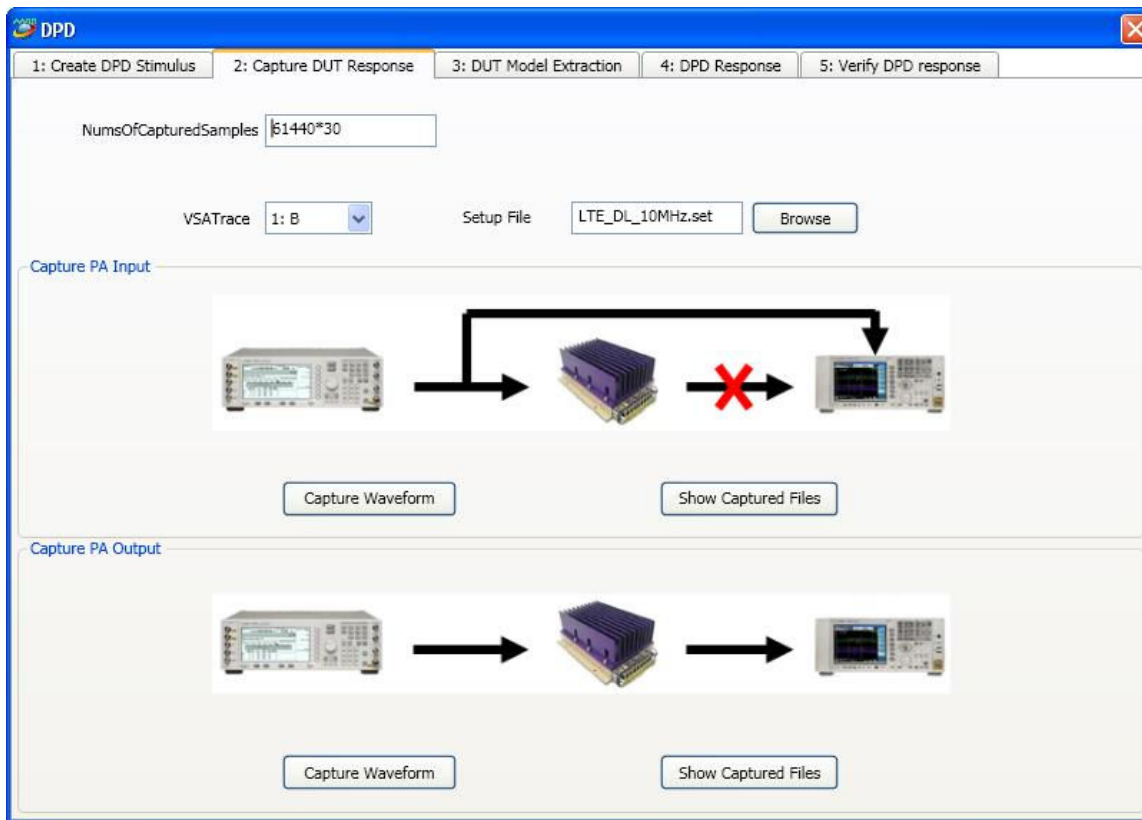 DPD
1: Create DPD Stimulus 2: Capture DUT Response 3: DUT Model Extraction 4: DPD Response 5: Verify DPD response
NumsOfCapturedSamples 61440*30
VSATrace 1: B Setup File LTE_DL_10MHz.set Browse
Capture PA Input
Capture Waveform Show Captured Files
Capture PA Output
Capture Waveform Show Captured Files